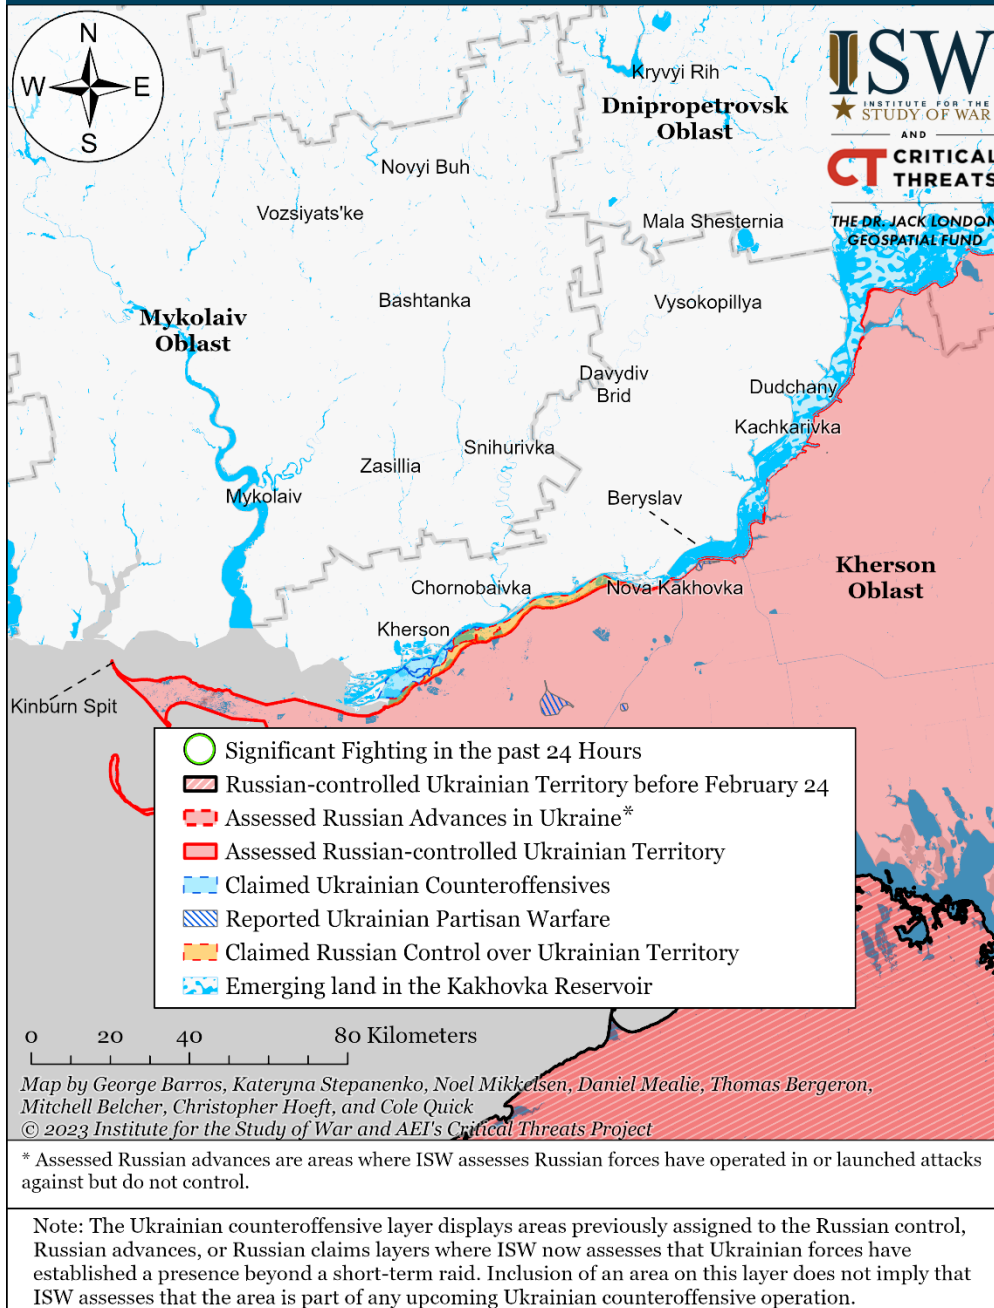 N
W
E
S
ISW
INSTITUTE FOR THE
STUDY OF WAR
AND
CT CRITICAL
THREATS
THE DR. JACK LONDON
GEOSPATIAL FUND
Kryvyi Rih
Dnipropetrovsk
Oblast
Novyi Buh
Vozsiyats'ke
Mala Shesternia
Bashtanka
Vysokopillya
Mykolaiv
Oblast
Davydiv
Brid
Dudchany
Kachkarivka
Snihurivka
Zasillia
Mykolaiv
Beryslav
Kherson
Oblast
Chornobaivka
Nova Kakhovka
Kherson
Kinburn Spit
Significant Fighting in the past 24 Hours
Russian-controlled Ukrainian Territory before February 24
Assessed Russian Advances in Ukraine*
Assessed Russian-controlled Ukrainian Territory
Claimed Ukrainian Counteroffensives
Reported Ukrainian Partisan Warfare
Claimed Russian Control over Ukrainian Territory
Emerging land in the Kakhovka Reservoir
0 20 40 80 Kilometers
Map by George Barros, Kateryna Stepanenko, Noel Mikkelsen, Daniel Mealie, Thomas Bergeron,
Mitchell Belcher, Christopher Hoeft, and Cole Quick
© 2023 Institute for the Study of War and AEI's Critical Threats Project
* Assessed Russian advances are areas where ISW assesses Russian forces have operated in or launched attacks
against but do not control.
Note: The Ukrainian counteroffensive layer displays areas previously assigned to the Russian control,
Russian advances, or Russian claims layers where ISW now assesses that Ukrainian forces have
established a presence beyond a short-term raid. Inclusion of an area on this layer does not imply that
ISW assesses that the area is part of any upcoming Ukrainian counteroffensive operation.